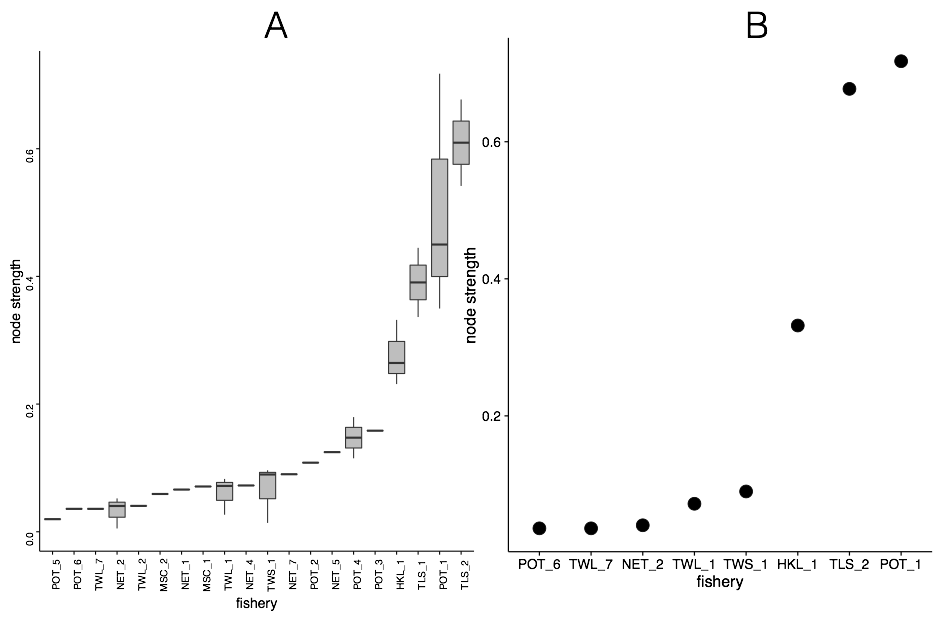 A
node strength
0.6
0.4
0.2
0.0
POT_5
POT_6
TWL_7
NET_2
TWL_2
MSC_2
NET_1
MSC_1
TWL_1
NET_4
TWS_1
NET_7
POT_2
NET_5
POT_4
POT_3
HKL_1
TLS_1
POT_1
TLS_2
fishery
B
node strength
0.6
0.4
0.2
POT_6 TWL_7 NET_2 TWL_1 TWS_1 HKL_1 TLS_2 POT_1
fishery